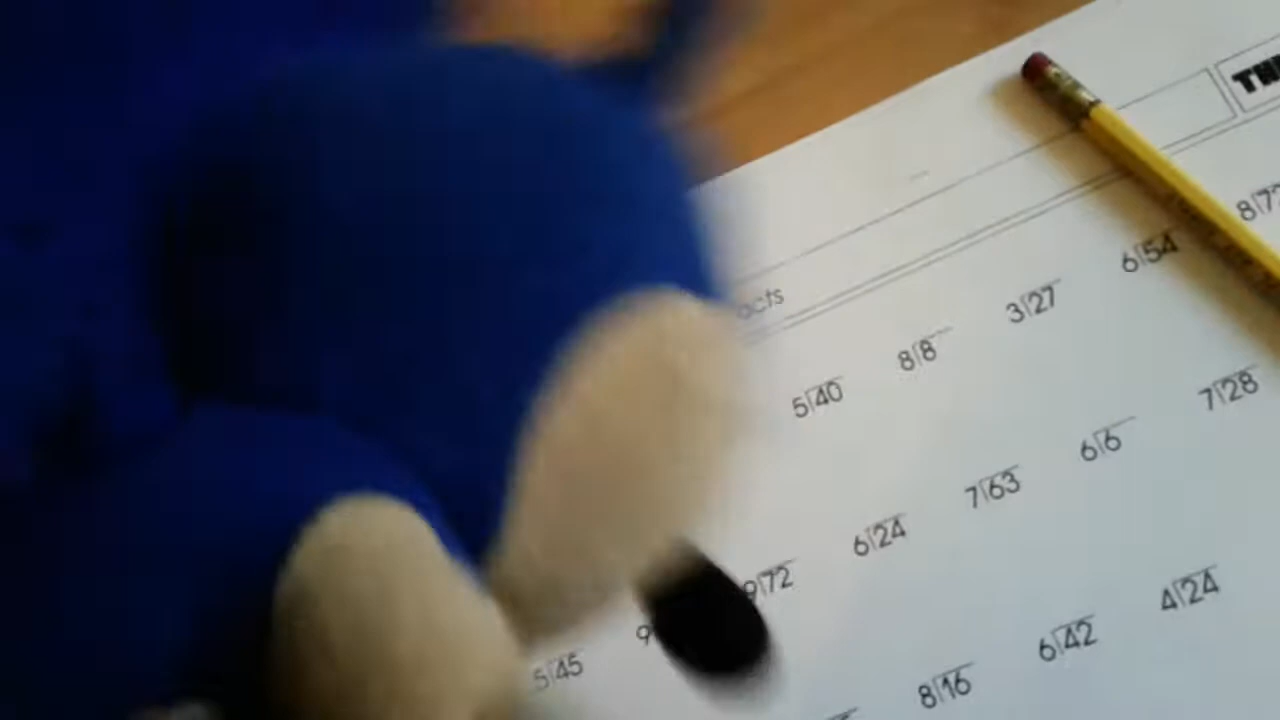 acts
5⟌40 8⟌8 3⟌27 6⟌54
9⟌72 6⟌24 7⟌63 6⟌6 7⟌28
5⟌45 8⟌16 6⟌42 4⟌24